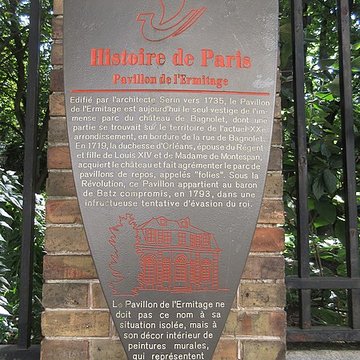 Histoire de Paris
Pavillon de l'Ermitage
Edifié par l'architecte Serin vers 1735, le Pavillon
de l'Ermitage est aujourd'hui le seul vestige de l'im-
mense parc du château de Bagnolet, dont une
partie se trouvait sur le territoire de l'actuel XXe
arrondissement, en bordure de la rue de Bagnolet.
En 1719, la duchesse d'Orléans, épouse du Régent
et fille de Louis XIV et de Madame de Montespan,
acquiert le château et fait agrémenter le parc de
pavillons de repos, appelés "folies". Sous la
Révolution, ce Pavillon appartient au baron
de Batz compromis, en 1793, dans une
infructueuse tentative d'évasion du roi.
Le Pavillon de l'Ermitage ne
doit pas ce nom à sa
situation isolée, mais à
son décor intérieur de
peintures murales,
qui représentent